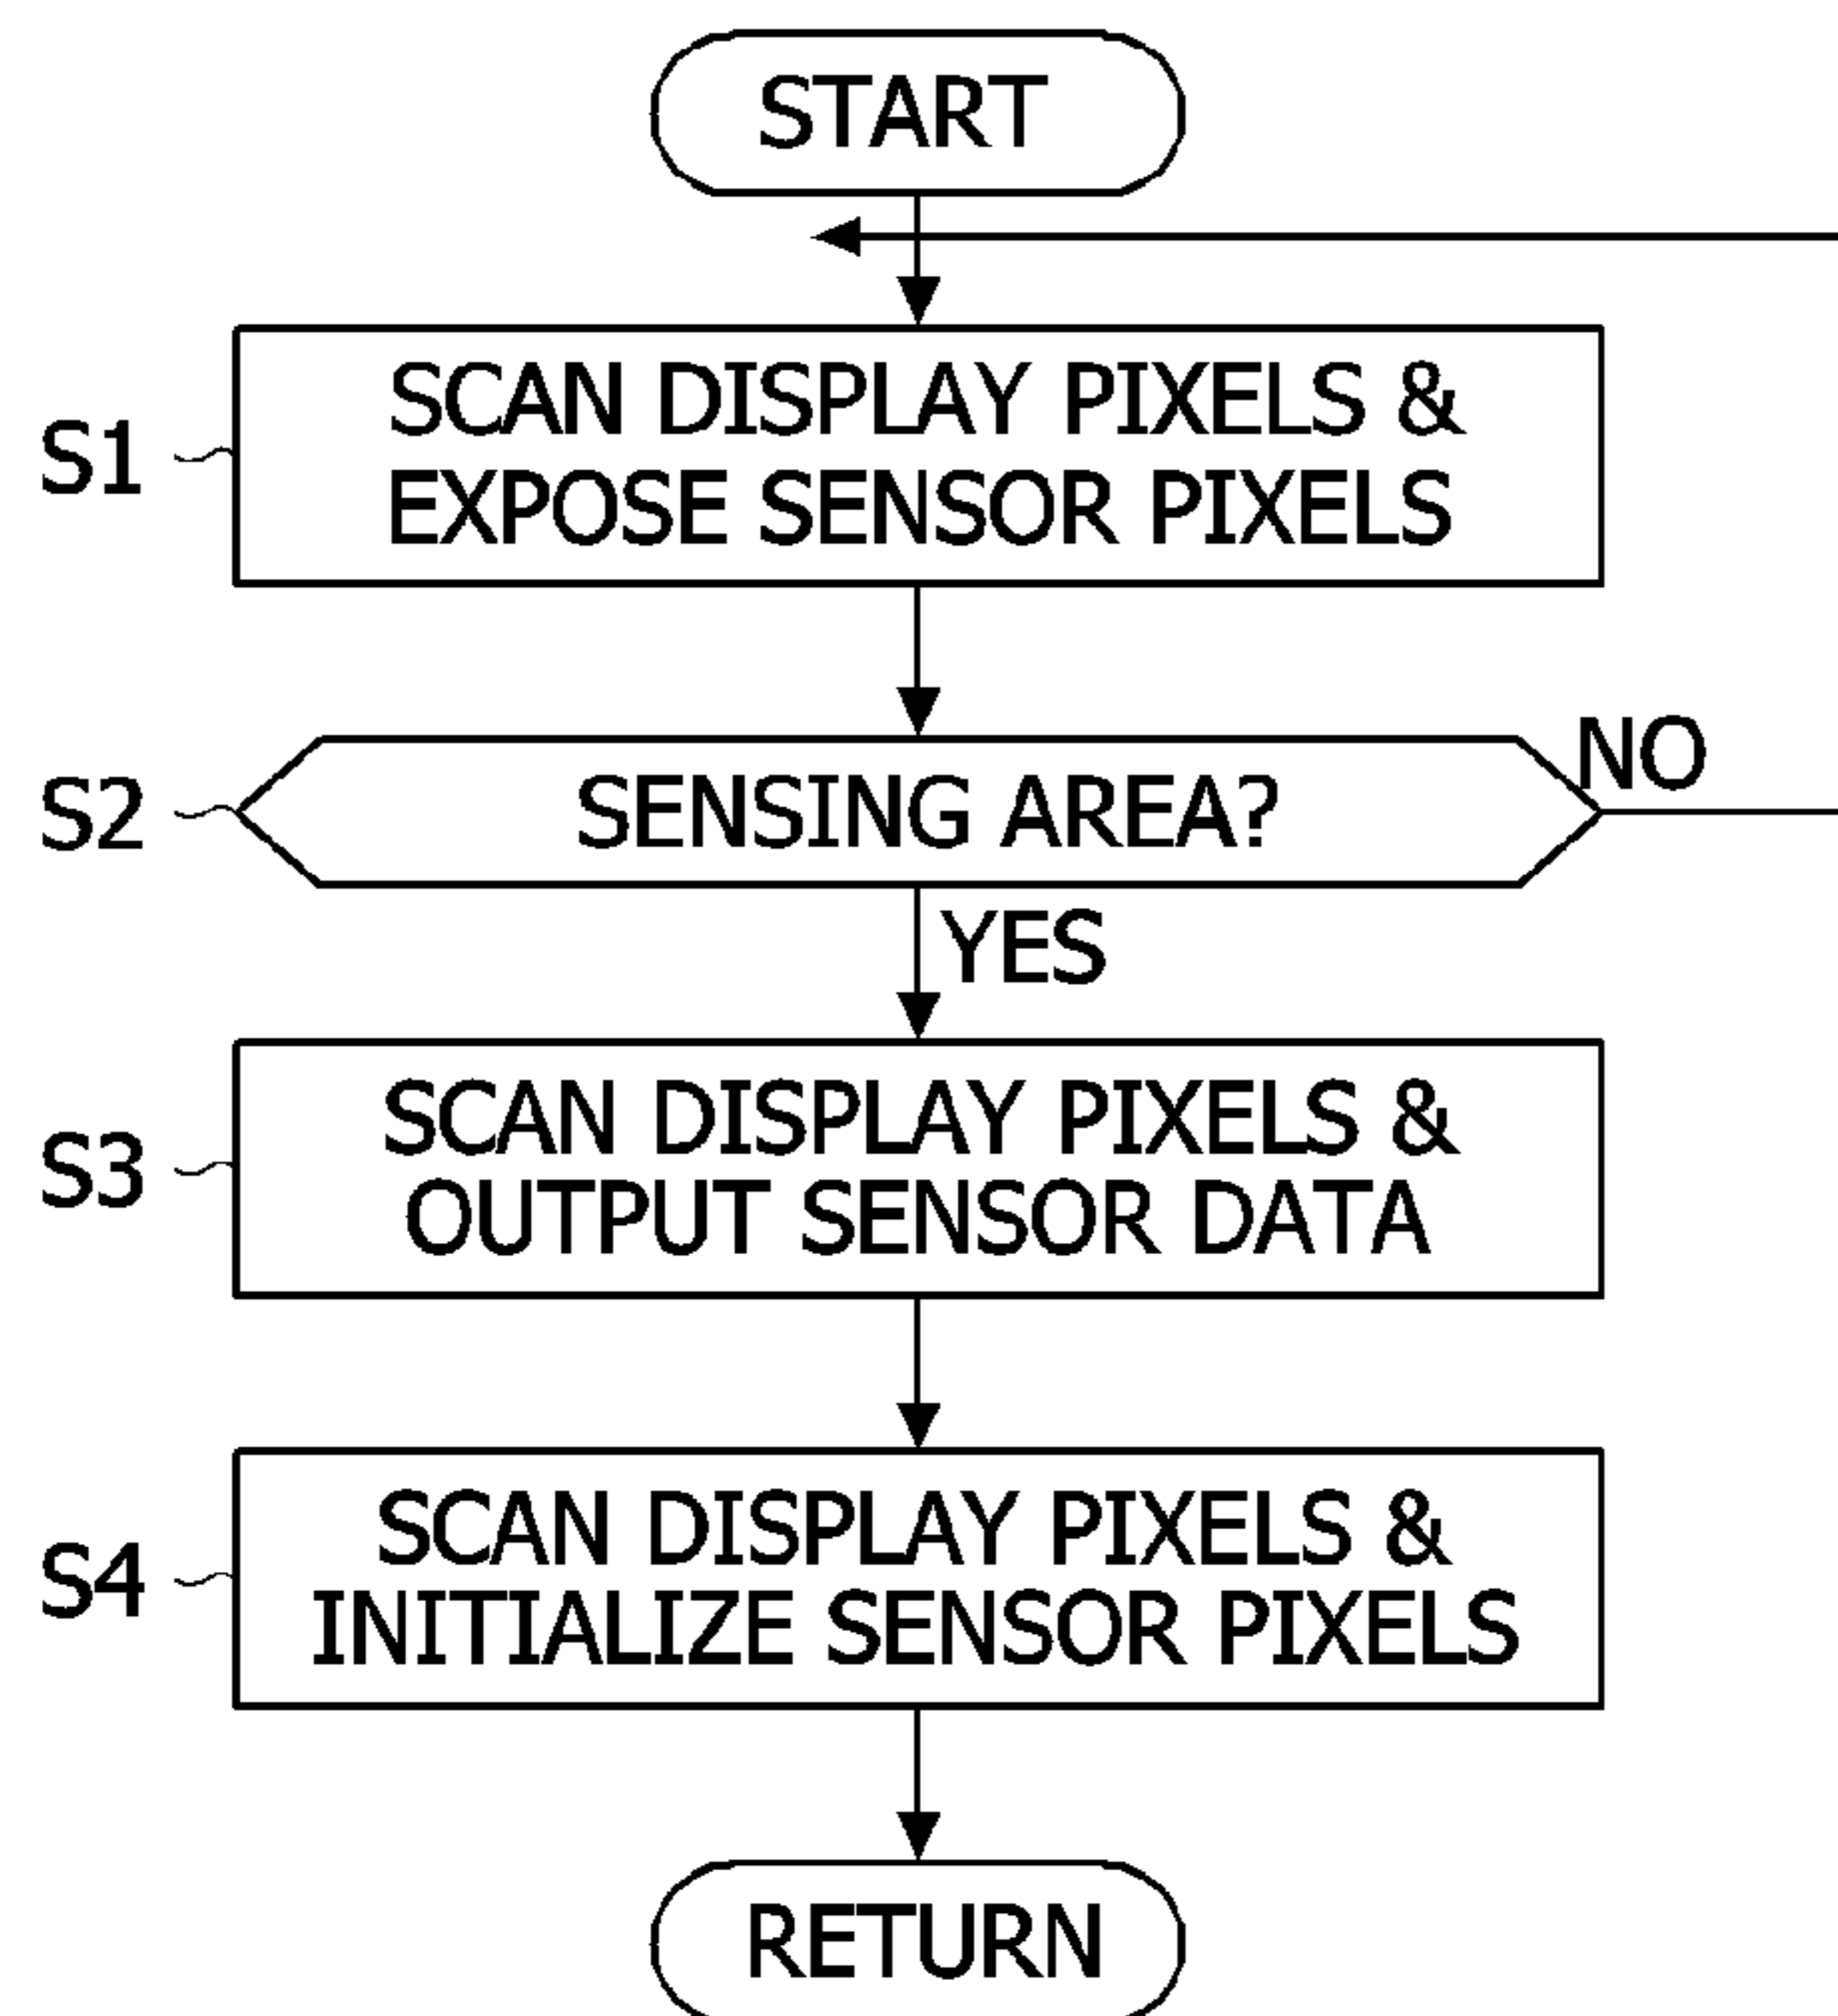 START
S1
SCAN DISPLAY PIXELS &
EXPOSE SENSOR PIXELS
S2
SENSING AREA?
NO
YES
S3
SCAN DISPLAY PIXELS &
OUTPUT SENSOR DATA
S4
SCAN DISPLAY PIXELS &
INITIALIZE SENSOR PIXELS
RETURN